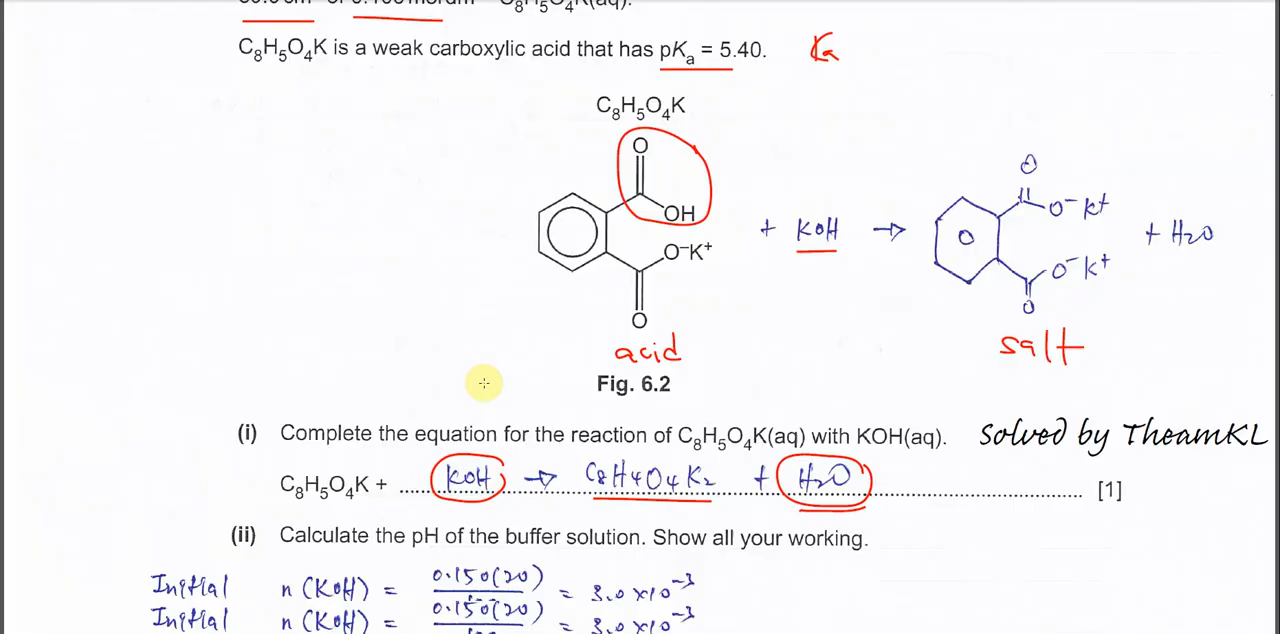 C₈H₅O₄K(aq).
C₈H₅O₄K is a weak carboxylic acid that has pKₐ = 5.40. Ka
C₈H₅O₄K
O
OH
O⁻K⁺
O
+ KOH → O O⁻K⁺ O⁻K⁺ O + H₂O
acid
salt
Fig. 6.2
(i) Complete the equation for the reaction of C₈H₅O₄K(aq) with KOH(aq). Solved by TheamKL
C₈H₅O₄K + KOH → C₈H₄O₄K₂ + H₂O [1]
(ii) Calculate the pH of the buffer solution. Show all your working.
Initial n(KOH) = 0.150(20) = 3.0 × 10⁻³
Initial n(KOH) = 0.150(20) = 3.0 × 10⁻³